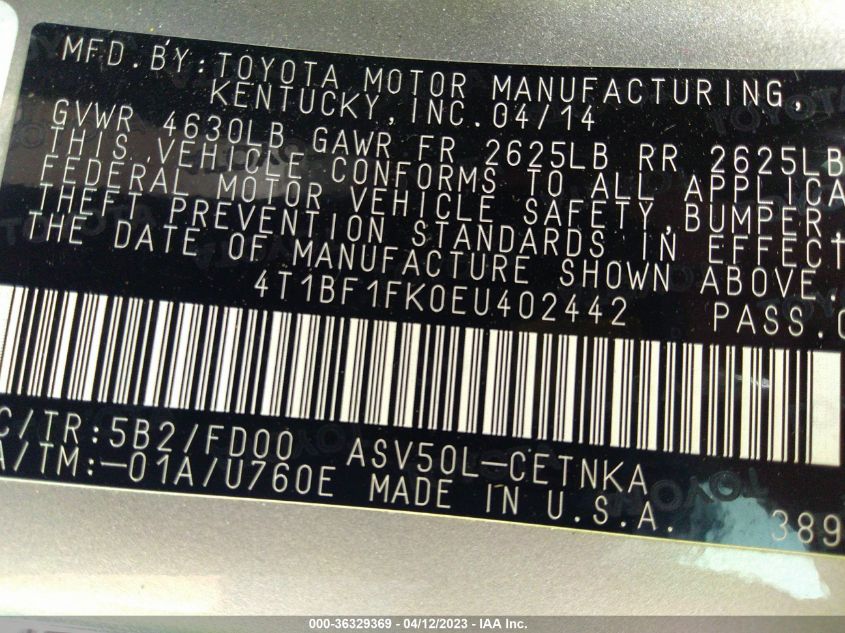 MFD.BY:TOYOTA MOTOR MANUFACTURING,
KENTUCKY,INC.04/14
GVWR 4630LB GAWR FR 2625LB RR 2625LB
THIS VEHICLE CONFORMS TO ALL APPLICA
FEDERAL MOTOR VEHICLE SAFETY,BUMPER,
THEFT PREVENTION STANDARDS IN EFFECT
THE DATE OF MANUFACTURE SHOWN ABOVE.
4T1BF1FK0EU402442 PASS.
C/TR:5B2/FD00 ASV50L-CETNKA
A/TM:-01A/U760E MADE IN U.S.A. 389
000-36329369 - 04/12/2023 - IAA Inc.